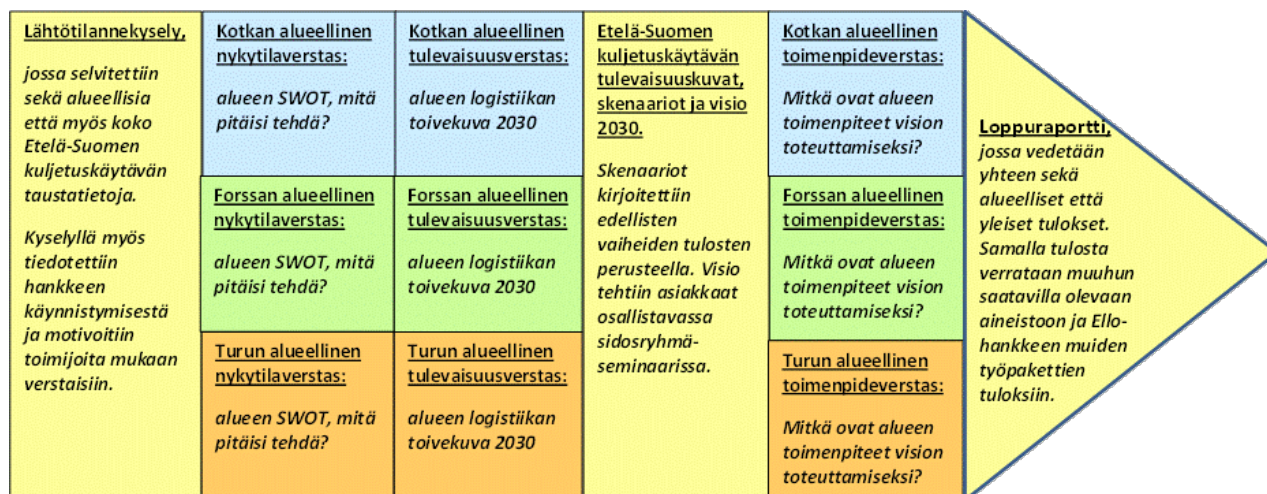 Lähtötilannekysely,
jossa selvitettiin
sekä alueellisia
että myös koko
Etelä-Suomen
kuljetuskäytävän
taustatietoja.
Kyselyllä myös
tiedotettiin
hankkeen
käynnistymisestä
ja motivoitiin
toimijoita mukaan
verstaisiin.
Kotkan alueellinen
nykytilaverstas:
alueen SWOT, mitä
pitäisi tehdä?
Forssan alueellinen
nykytilaverstas:
alueen SWOT, mitä
pitäisi tehdä?
Turun alueellinen
nykytilaverstas:
alueen SWOT, mitä
pitäisi tehdä?
Kotkan alueellinen
tulevaisuusverstas:
alueen logistiikan
toivekuva 2030
Forssan alueellinen
tulevaisuusverstas:
alueen logistiikan
toivekuva 2030
Turun alueellinen
tulevaisuusverstas:
alueen logistiikan
toivekuva 2030
Etelä-Suomen
kuljetuskäytävän
tulevaisuuskuvat,
skenaariot ja visio
2030.
Skenaariot
kirjoitettiin
edellisten
vaiheiden tulosten
perusteella. Visio
tehtiin asiakkaat
osallistavassa
sidosryhmä-
seminaarissa.
Kotkan alueellinen
toimenpideverstas:
Mitkä ovat alueen
toimenpiteet vision
toteuttamiseksi?
Forssan alueellinen
toimenpideverstas:
Mitkä ovat alueen
toimenpiteet vision
toteuttamiseksi?
Turun alueellinen
toimenpideverstas:
Mitkä ovat alueen
toimenpiteet vision
toteuttamiseksi?
Loppuraportti,
jossa vedetään
yhteen sekä
alueelliset että
yleiset tulokset.
Samalla tulosta
verrataan muuhun
saatavilla olevaan
aineistoon ja Ello-
hankkeen muiden
työpakettien
tuloksiin.